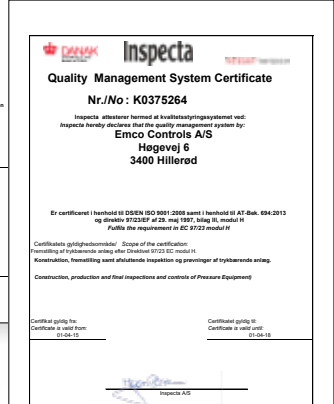 DANAK
Inspecta
Quality Management System Certificate
Nr./No : K0375264
Inspecta attesterer hermed at kvalitetsstyringssystemet ved:
Inspecta hereby declares that the quality management system by:
Emco Controls A/S
Høgevej 6
3400 Hillerød
Er certificeret i henhold til DS/EN ISO 9001:2008 samt i henhold til AT-Bek. 694:2013
og direktiv 97/23/EF af 29. maj 1997, bilag III, modul H
Fulfils the requirement in EC 97/23 modul H
Certifikatets gyldighedsområde/ Scope of the certification:
Fremstilling af trykbærende anlæg efter Direktivet 97/23 EC modul H.
Konstruktion, fremstilling samt afsluttende inspektion og prøvninger af trykbærende anlæg.
Construction, production and final inspections and controls of Pressure Equipment)
Certifikat gyldig fra:
Certificate is valid from:
01-04-15
Certifikatet gyldig til:
Certificate is valid until:
01-04-18
Inspecta A/S